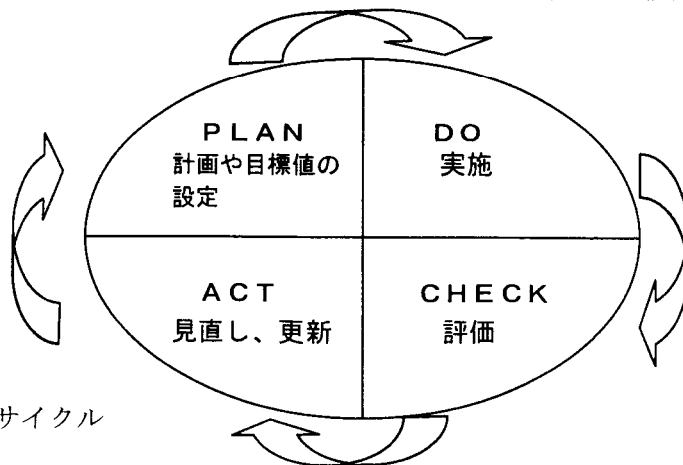 PLAN
計画や目標値の
設定
DO
実施
ACT
見直し、更新
CHECK
評価
サイクル